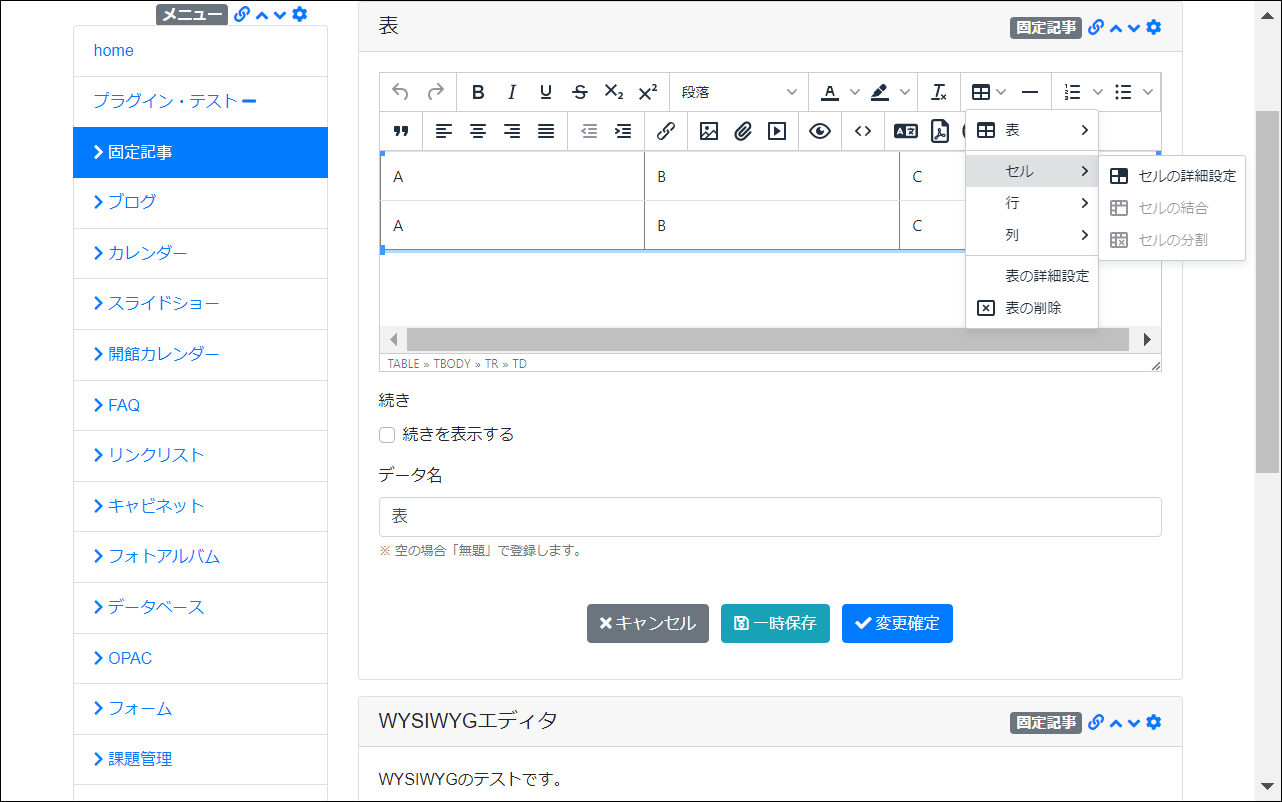 メニュー
home
プラグイン・テスト
固定記事
ブログ
カレンダー
スライドショー
開館カレンダー
FAQ
リンクリスト
キャビネット
フォトアルバム
データベース
OPAC
フォーム
課題管理
表
固定記事
段落
表
セル
行
列
表の詳細設定
表の削除
セルの詳細設定
セルの結合
セルの分割
A B C
A B C
TABLE » TBODY » TR » TD
続き
続きを表示する
データ名
表
※ 空の場合「無題」で登録します。
キャンセル 一時保存 変更確定
WYSIWYGエディタ
固定記事
WYSIWYGのテストです。